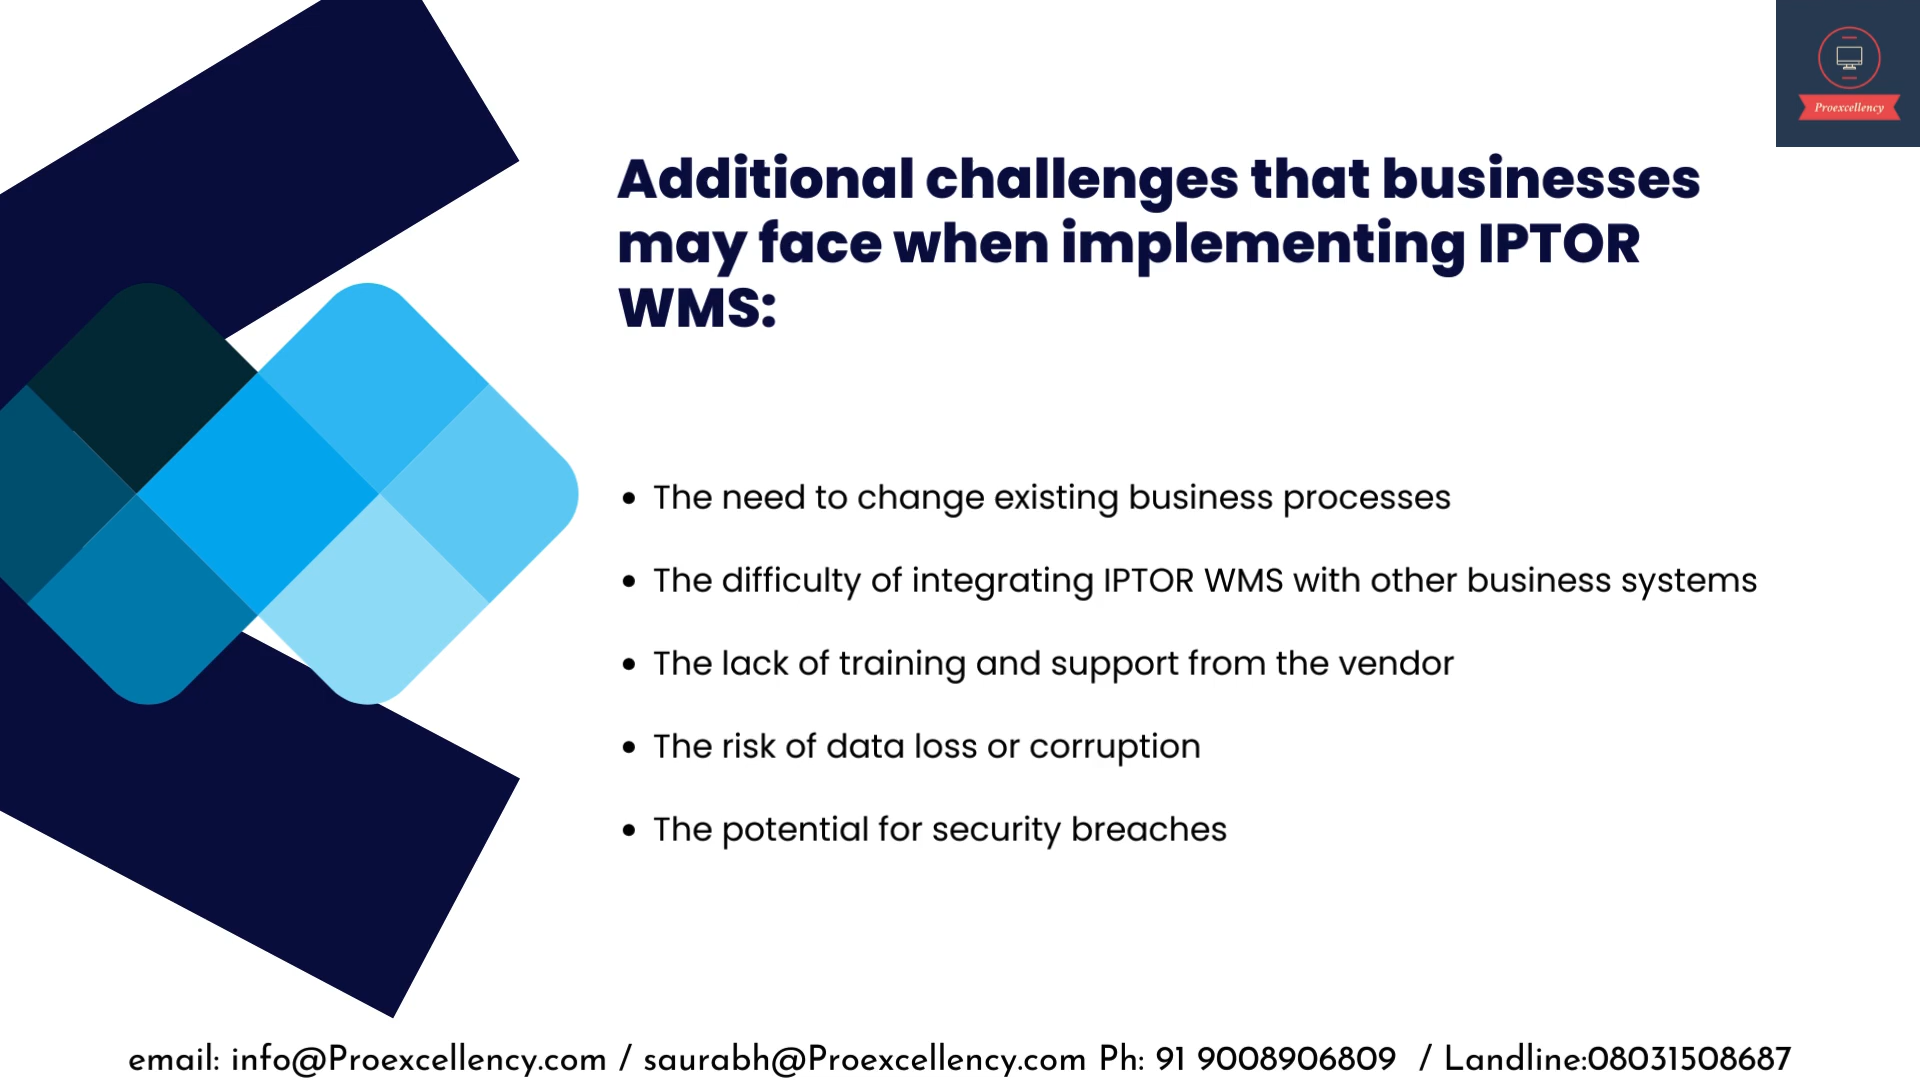 Proexcellency
Additional challenges that businesses
may face when implementing IPTOR
WMS:
• The need to change existing business processes
• The difficulty of integrating IPTOR WMS with other business systems
• The lack of training and support from the vendor
• The risk of data loss or corruption
• The potential for security breaches
email: info@Proexcellency.com / saurabh@Proexcellency.com Ph: 91 9008906809 / Landline:08031508687